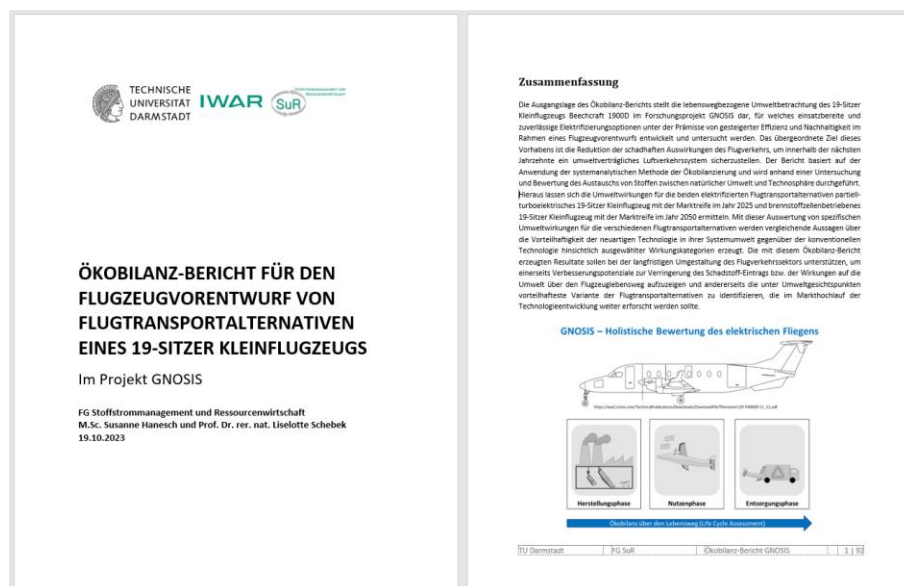 TECHNISCHE
UNIVERSITÄT
DARMSTADT
IWAR
SuR
ÖKOBILANZ-BERICHT FÜR DEN
FLUGZEUGVORENTWURF VON
FLUGTRANSPORTALTERNATIVEN
EINES 19-SITZER KLEINFLUGZEUGS
Im Projekt GNOSIS
FG Stoffstrommanagement und Ressourcenwirtschaft
M.Sc. Susanne Hanesch und Prof. Dr. rer. nat. Liselotte Schebek
19.10.2023
Zusammenfassung
Die Ausgangslage des Ökobilanz-Berichts stellt die lebenswegbezogene Umweltbetrachtung des 19-Sitzer
Kleinflugzeugs Beechcraft 1900D im Forschungsprojekt GNOSIS dar, für welches einsatzbereite und
zuverlässige Elektrifizierungsoptionen unter der Prämisse von gesteigerter Effizienz und Nachhaltigkeit im
Rahmen eines Flugzeugvorentwurfs entwickelt und untersucht werden. Das übergeordnete Ziel dieses
Vorhabens ist die Reduktion der schadhaften Auswirkungen des Flugverkehrs, um innerhalb der nächsten
Jahrzehnte ein umweltverträgliches Luftverkehrssystem sicherzustellen. Der Bericht basiert auf der
Anwendung der systemanalytischen Methode der Ökobilanzierung und wird anhand einer Untersuchung
und Bewertung des Austauschs von Stoffen zwischen natürlicher Umwelt und Technosphäre durchgeführt.
Hieraus lassen sich die Umweltwirkungen für die beiden elektrifizierten Flugtransportalternativen partiell-
turboelektrisches 19-Sitzer Kleinflugzeug mit der Marktreife im Jahr 2025 und brennstoffzellenbetriebenes
19-Sitzer Kleinflugzeug mit der Marktreife im Jahr 2050 ermitteln. Mit dieser Auswertung von spezifischen
Umweltwirkungen für die verschiedenen Flugtransportalternativen werden vergleichende Aussagen über
die Vorteilhaftigkeit der neuartigen Technologie in ihrer Systemumwelt gegenüber der konventionellen
Technologie hinsichtlich ausgewählter Wirkungskategorien erzeugt. Die mit diesem Ökobilanz-Bericht
erzeugten Resultate sollen bei der langfristigen Umgestaltung des Flugverkehrssektors unterstützen, um
einerseits Verbesserungspotenziale zur Verringerung des Schadstoff-Eintrags bzw. der Wirkungen auf die
Umwelt über den Flugzeuglebensweg aufzuzeigen und andererseits die unter Umweltgesichtspunkten
vorteilhafteste Variante der Flugtransportalternativen zu identifizieren, die im Markthochlauf der
Technologieentwicklung weiter erforscht werden sollte.
GNOSIS – Holistische Bewertung des elektrischen Fliegens
Herstellungsphase
Nutzenphase
Entsorgungsphase
Ökobilanz über den Lebensweg (Life Cycle Assessment)
TU Darmstadt FG SuR Ökobilanz-Bericht GNOSIS 1 | 92